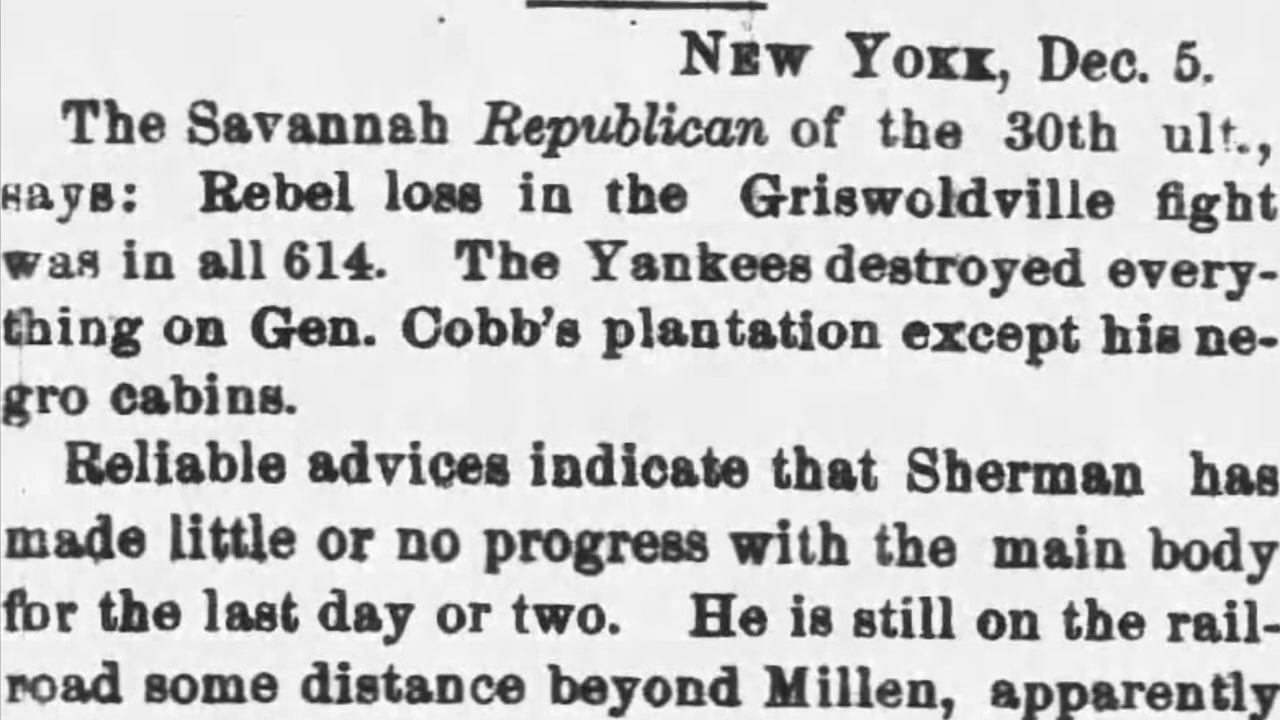 NEW YORK, Dec. 5.
The Savannah Republican of the 30th ult.,
says: Rebel loss in the Griswoldville fight
was in all 614. The Yankees destroyed every-
thing on Gen. Cobb's plantation except his ne-
gro cabins.
Reliable advices indicate that Sherman has
made little or no progress with the main body
for the last day or two. He is still on the rail-
road some distance beyond Millen, apparently